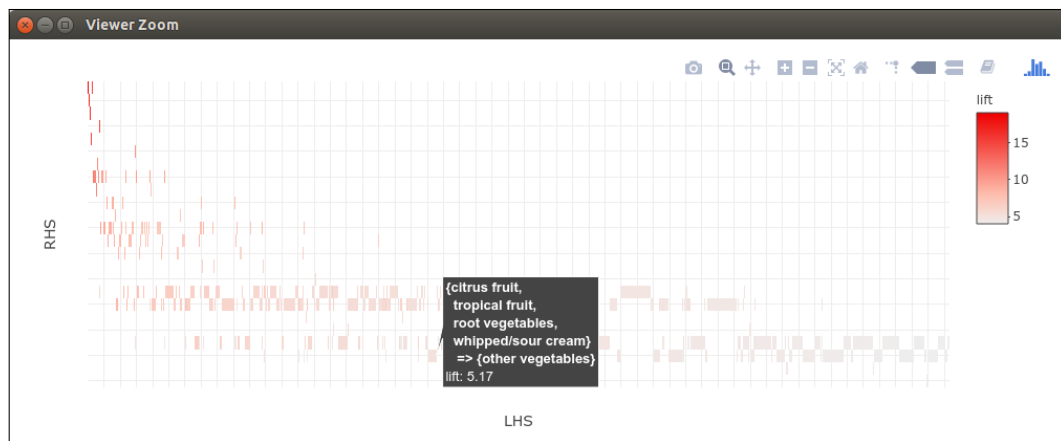 Viewer Zoom
lift
15
10
5
RHS
{citrus fruit,
tropical fruit,
root vegetables,
whipped/sour cream}
=> {other vegetables}
lift: 5.17
LHS